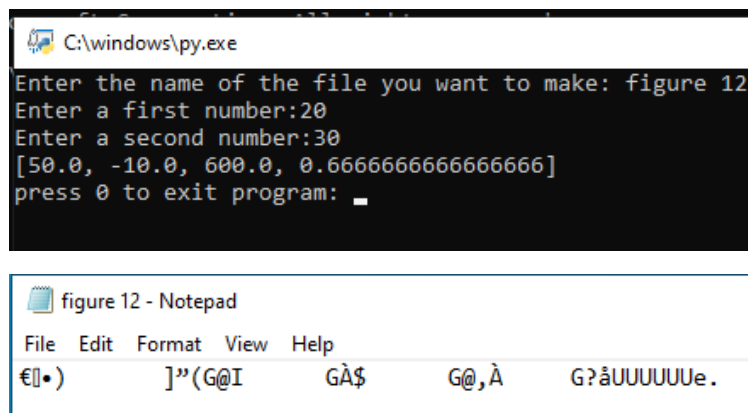 C:\windows\py.exe
Enter the name of the file you want to make: figure 12
Enter a first number:20
Enter a second number:30
[50.0, -10.0, 600.0, 0.6666666666666666]
press 0 to exit program:
figure 12 - Notepad
File Edit Format View Help
€▯•) ]”(G@I GÀ$ G@‚À G?åUUUUUUe.